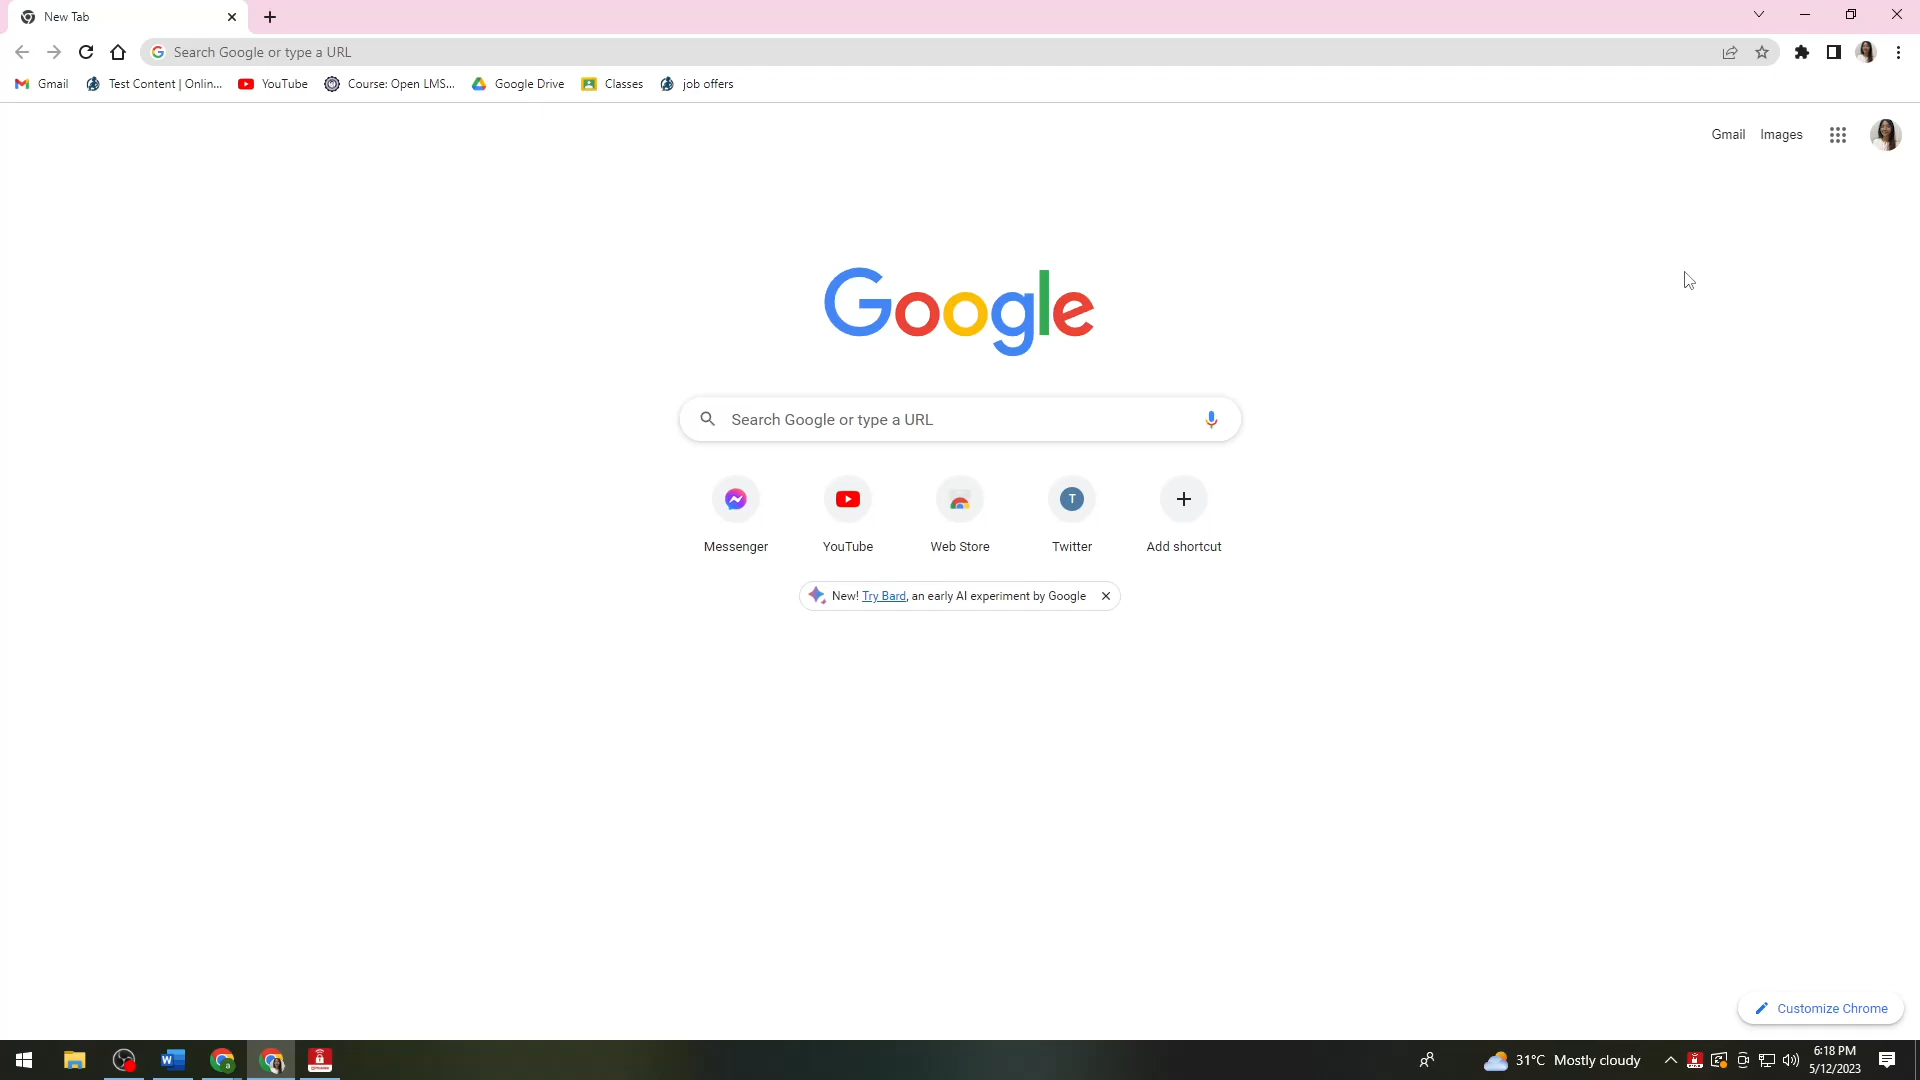 New Tab
Search Google or type a URL
Gmail
Test Content | Onlin...
YouTube
Course: Open LMS...
Google Drive
Classes
job offers
Gmail Images
Google
Search Google or type a URL
Messenger
YouTube
Web Store
T
Twitter
Add shortcut
New! Try Bard, an early AI experiment by Google
Customize Chrome
31°C Mostly cloudy
6:18 PM
5/12/2023